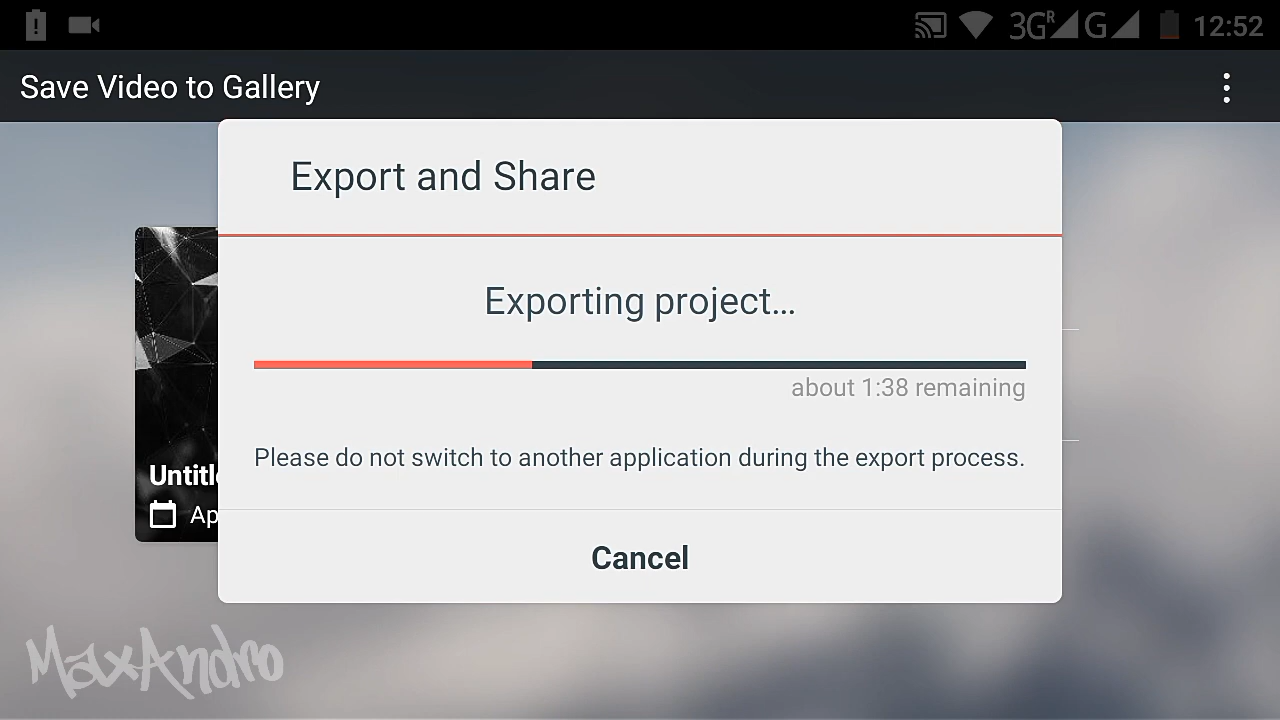 3G R G 12:52
Save Video to Gallery
Export and Share
Exporting project...
about 1:38 remaining
Please do not switch to another application during the export process.
Untitl
Ap
Cancel
MaxAndro